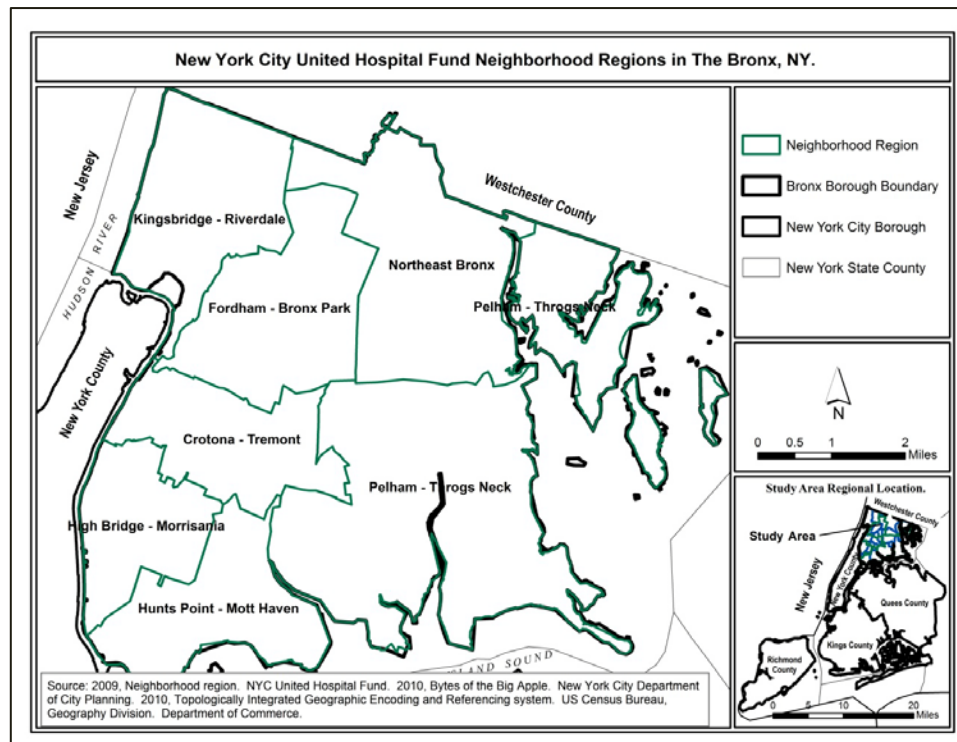 New York City United Hospital Fund Neighborhood Regions in The Bronx, NY.
New Jersey
HUDSON RIVER
Kingsbridge - Riverdale
Westchester County
Northeast Bronx
Pelham - Throgs Neck
Fordham - Bronx Park
New York County
Crotona - Tremont
Pelham - Throgs Neck
High Bridge - Morrisania
Hunts Point - Mott Haven
LAND SOUND
Source: 2009, Neighborhood region. NYC United Hospital Fund. 2010, Bytes of the Big Apple. New York City Department
of City Planning. 2010, Topologically Integrated Geographic Encoding and Referencing system. US Census Bureau,
Geography Division. Department of Commerce.
Neighborhood Region
Bronx Borough Boundary
New York City Borough
New York State County
N
0 0.5 1 2
Miles
Study Area Regional Location.
Westchester County
Study Area
New Jersey
New York County
Quees County
Kings County
Richmond
County
0 10 20
Miles